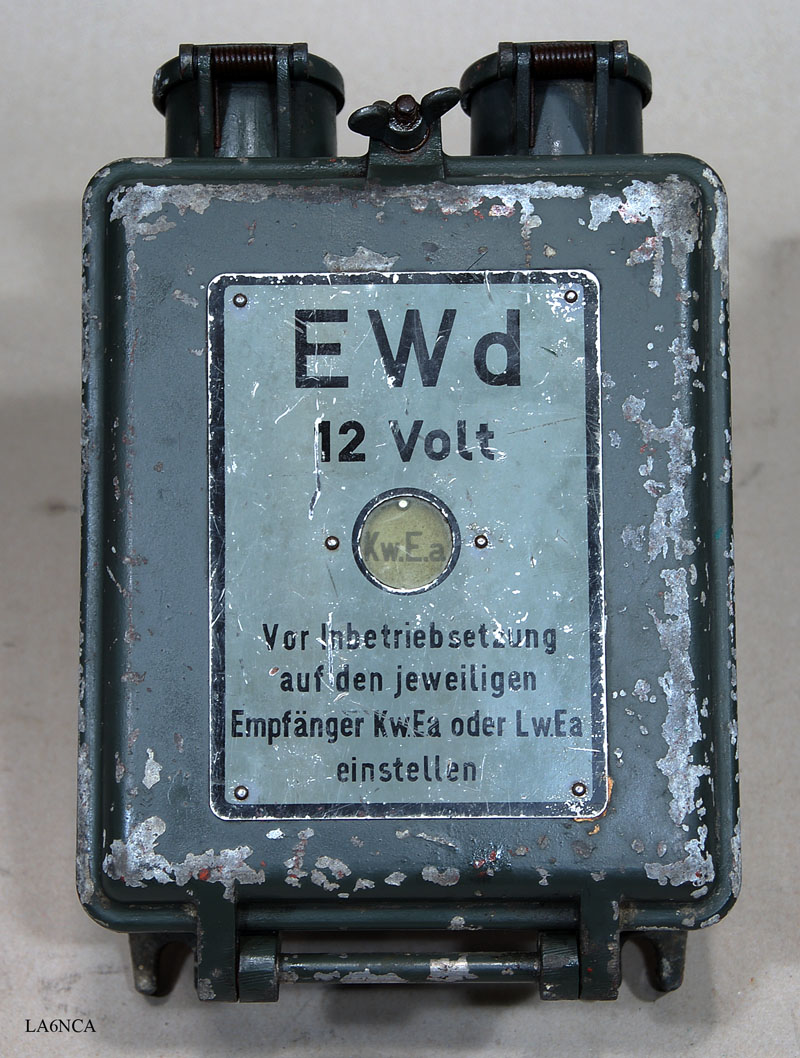 EWd
12 Volt
Kw.E.a
Vor Inbetriebsetzung
auf den jeweiligen
Empfänger Kw.Ea oder Lw.Ea
einstellen
LA6NCA